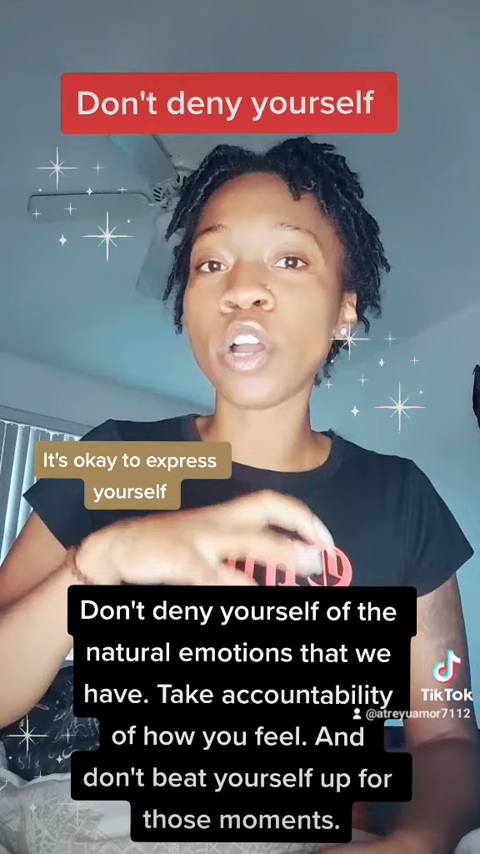 Don't deny yourself
It's okay to express
yourself
Don't deny yourself of the
natural emotions that we
have. Take accountability
of how you feel. And
don't beat yourself up for
those moments.
TikTok
@atreyuamor7112